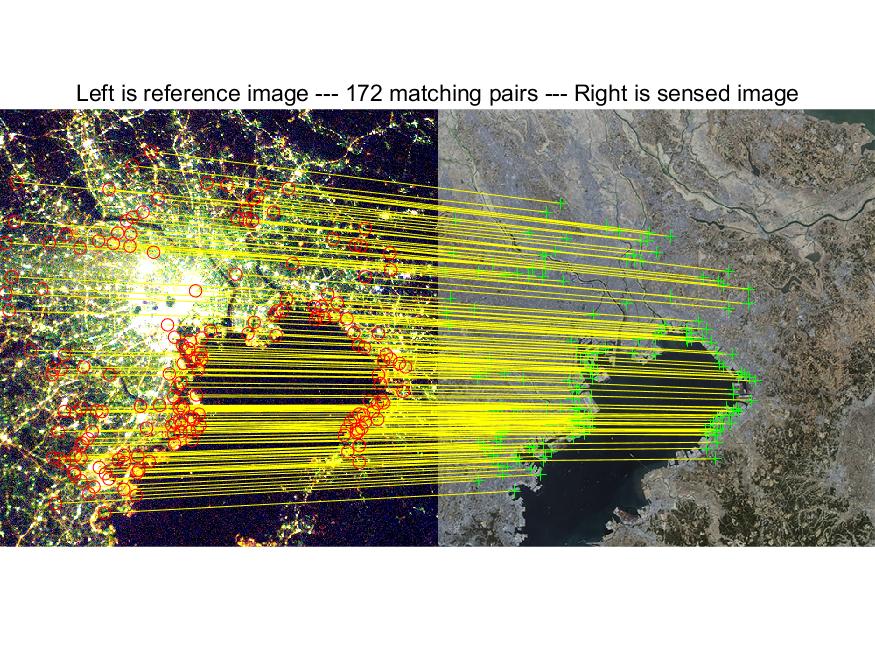 Left is reference image --- 172 matching pairs --- Right is sensed image